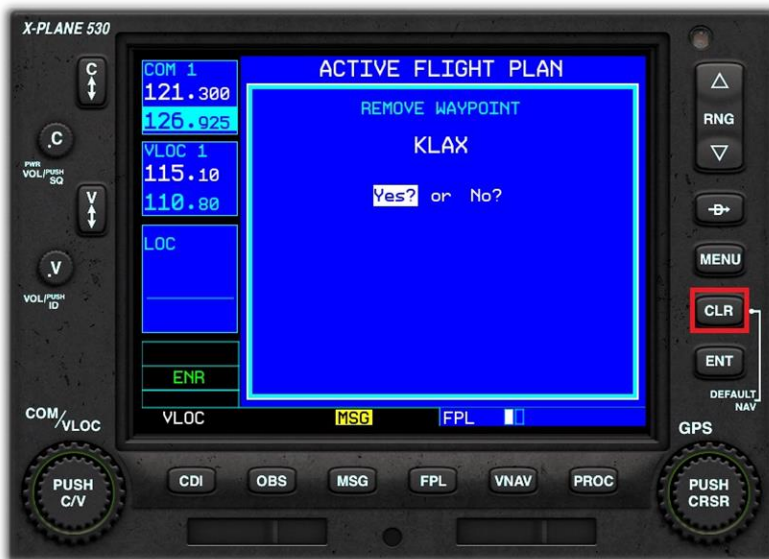 X-PLANE 530
C
COM 1
121.300
126.925
ACTIVE FLIGHT PLAN
REMOVE WAYPOINT
KLAX
Yes? or No?
RNG
.C
PWR
VOL/PUSH
SQ
VLOC 1
115.10
110.80
V
D
LOC
MENU
.V
VOL/PUSH
ID
CLR
ENR
ENT
DEFAULT
NAV
COM/VLOC
VLOC
MSG
FPL
GPS
PUSH
C/V
CDI
OBS
MSG
FPL
VNAV
PROC
PUSH
CRSR